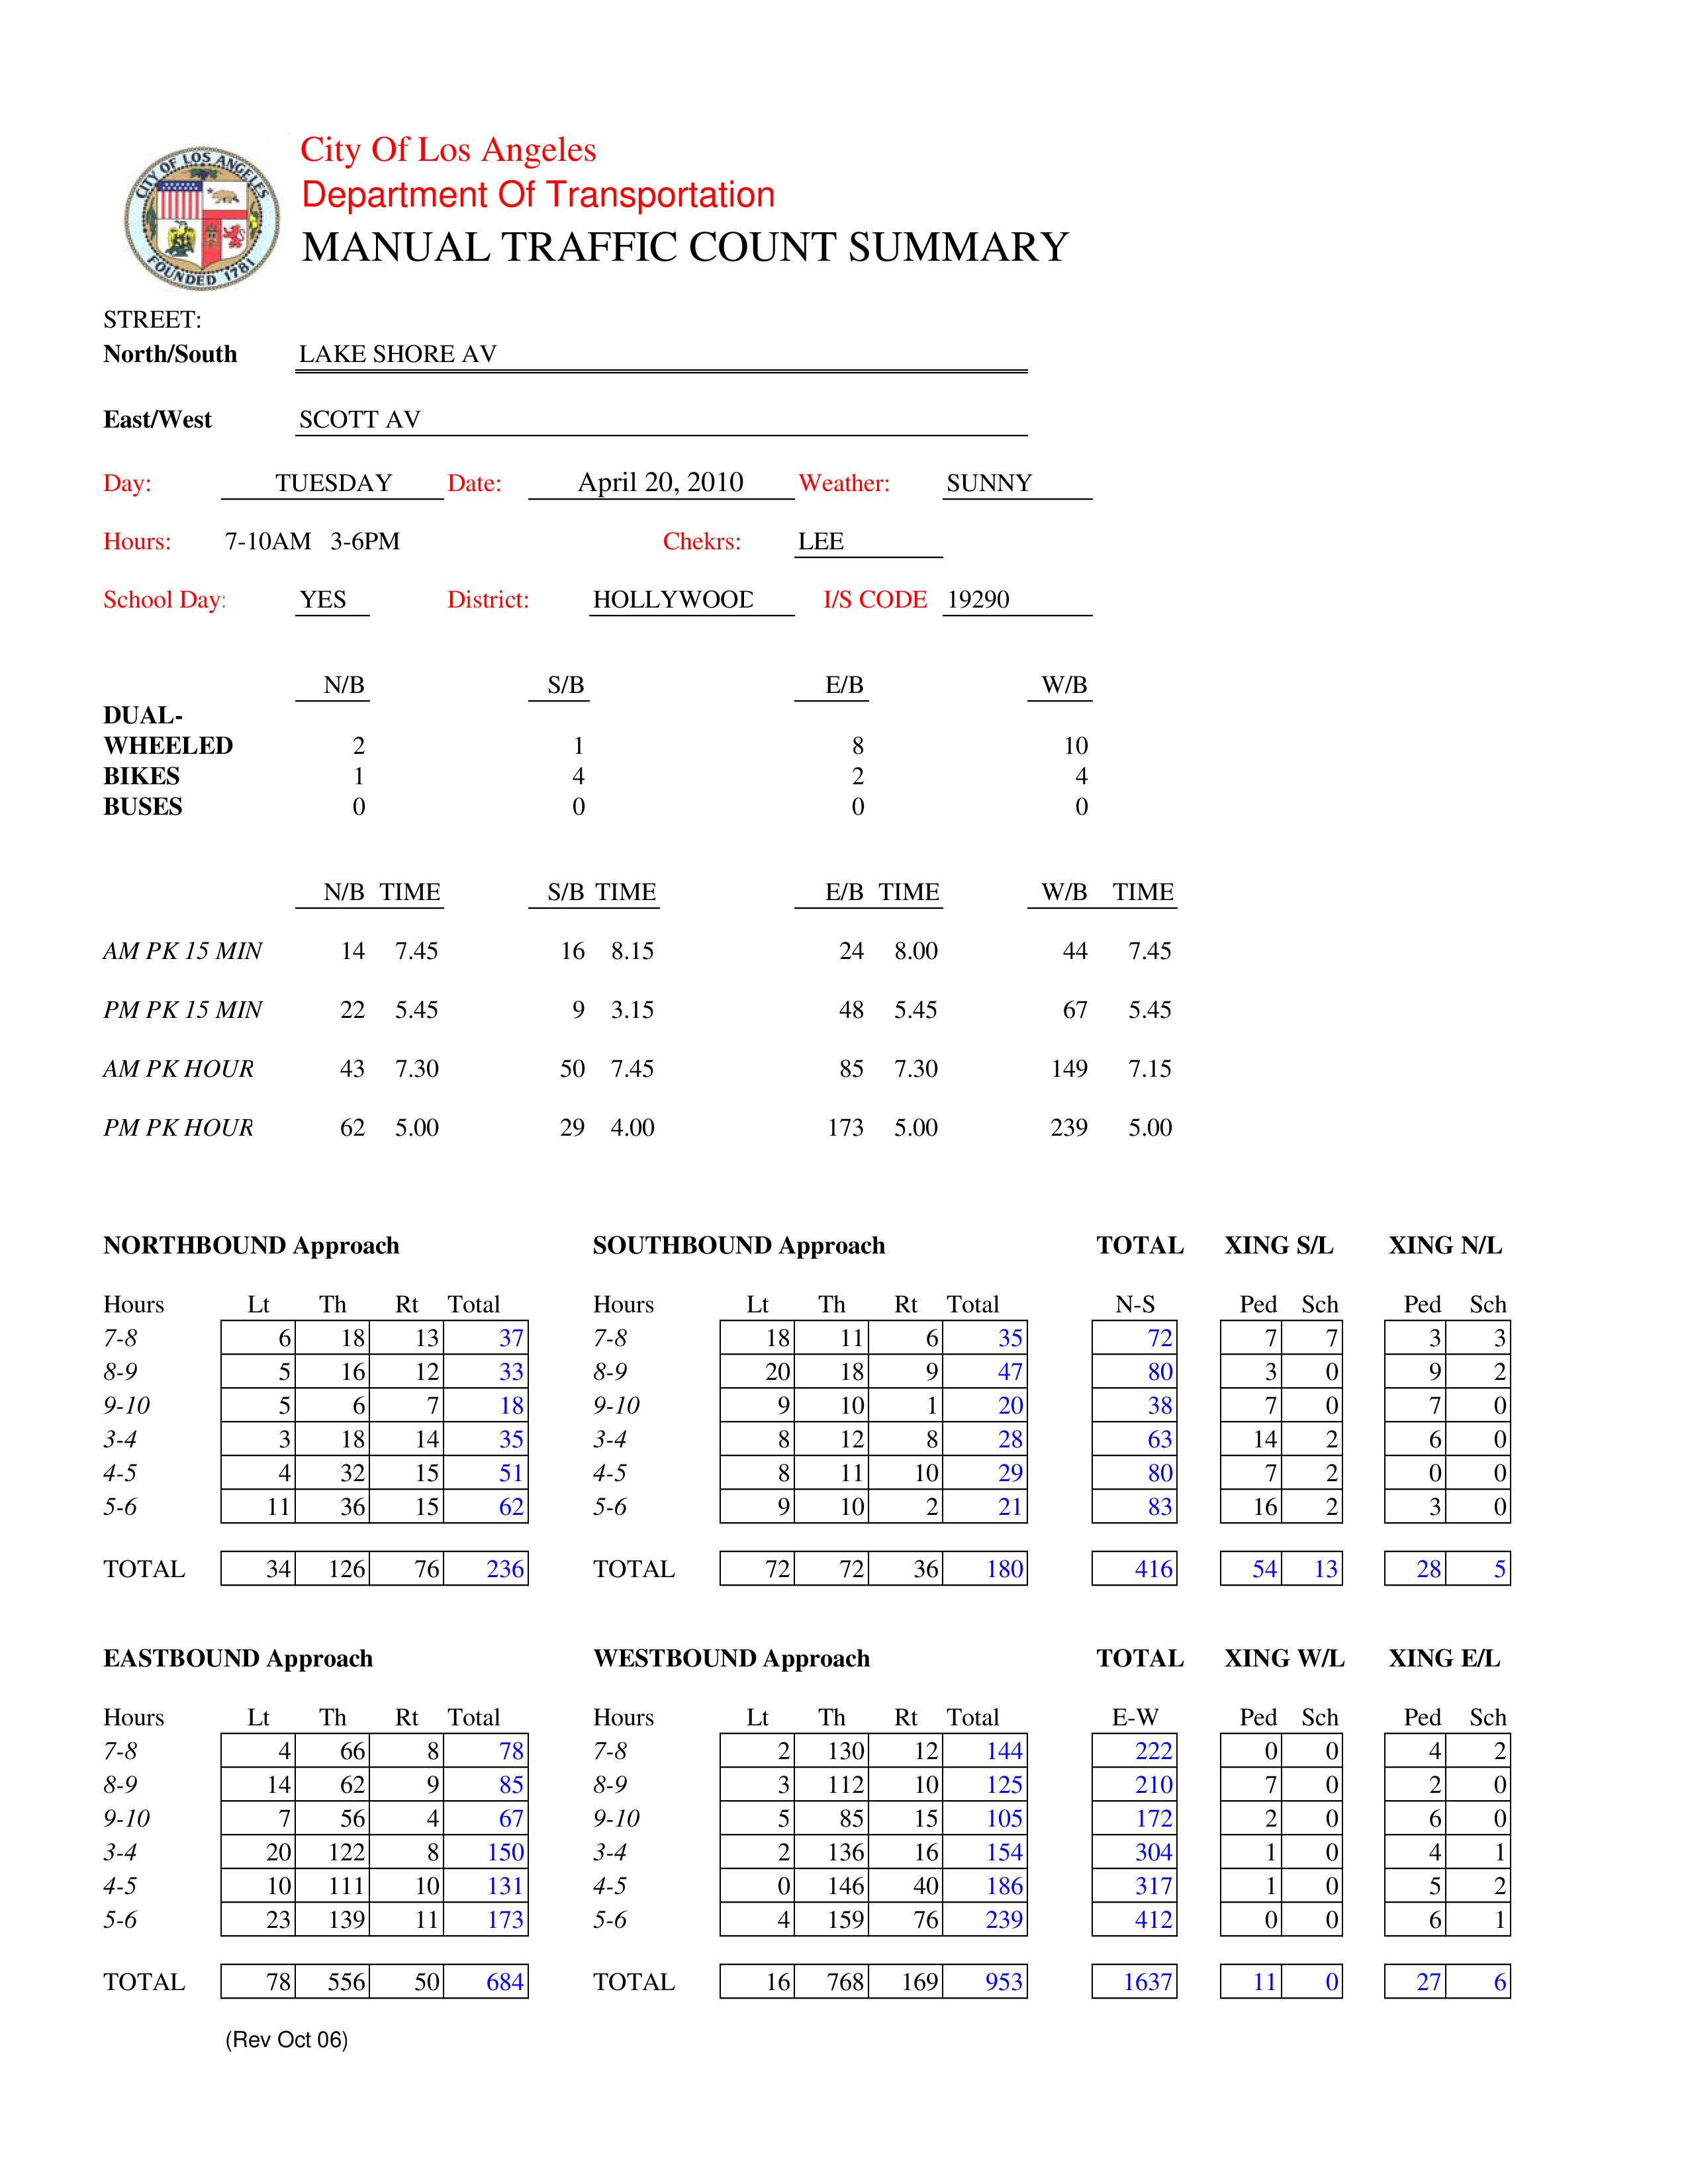 City Of Los Angeles
Department Of Transportation
MANUAL TRAFFIC COUNT SUMMARY
CITY OF LOS ANGELES
FOUNDED 1781
STREET:
North/South LAKE SHORE AV
East/West SCOTT AV
Day: TUESDAY Date: April 20, 2010 Weather: SUNNY
Hours: 7-10AM 3-6PM Chekrs: LEE
School Day: YES District: HOLLYWOOD I/S CODE 19290
N/B S/B E/B W/B
DUAL-
WHEELED 2 1 8 10
BIKES 1 4 2 4
BUSES 0 0 0 0
N/B TIME S/B TIME E/B TIME W/B TIME
AM PK 15 MIN 14 7.45 16 8.15 24 8.00 44 7.45
PM PK 15 MIN 22 5.45 9 3.15 48 5.45 67 5.45
AM PK HOUR 43 7.30 50 7.45 85 7.30 149 7.15
PM PK HOUR 62 5.00 29 4.00 173 5.00 239 5.00
NORTHBOUND Approach SOUTHBOUND Approach TOTAL XING S/L XING N/L
Hours Lt Th Rt Total Hours Lt Th Rt Total N-S Ped Sch Ped Sch
7-8 6 18 13 37 7-8 18 11 6 35 72 7 7 3 3
8-9 5 16 12 33 8-9 20 18 9 47 80 3 0 9 2
9-10 5 6 7 18 9-10 9 10 1 20 38 7 0 7 0
3-4 3 18 14 35 3-4 8 12 8 28 63 14 2 6 0
4-5 4 32 15 51 4-5 8 11 10 29 80 7 2 0 0
5-6 11 36 15 62 5-6 9 10 2 21 83 16 2 3 0
TOTAL 34 126 76 236 TOTAL 72 72 36 180 416 54 13 28 5
EASTBOUND Approach WESTBOUND Approach TOTAL XING W/L XING E/L
Hours Lt Th Rt Total Hours Lt Th Rt Total E-W Ped Sch Ped Sch
7-8 4 66 8 78 7-8 2 130 12 144 222 0 0 4 2
8-9 14 62 9 85 8-9 3 112 10 125 210 7 0 2 0
9-10 7 56 4 67 9-10 5 85 15 105 172 2 0 6 0
3-4 20 122 8 150 3-4 2 136 16 154 304 1 0 4 1
4-5 10 111 10 131 4-5 0 146 40 186 317 1 0 5 2
5-6 23 139 11 173 5-6 4 159 76 239 412 0 0 6 1
TOTAL 78 556 50 684 TOTAL 16 768 169 953 1637 11 0 27 6
(Rev Oct 06)